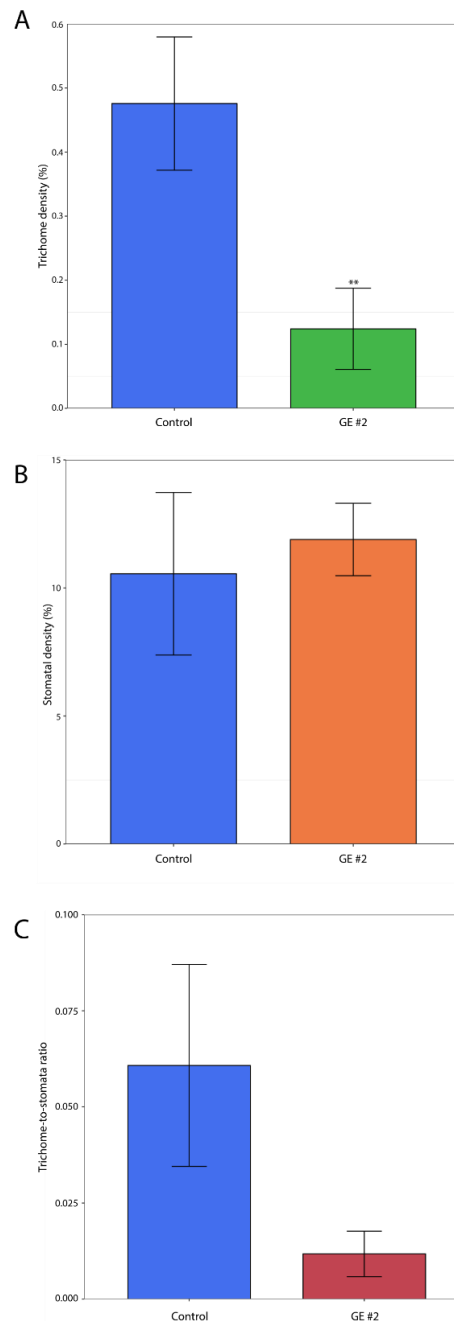 A
Trichome density (%)
0.6
0.5
0.4
0.3
0.2
0.1
0.0
**
Control GE #2
B
Stomatal density (%)
15
10
5
0
Control GE #2
C
Trichome-to-stomata ratio
0.100
0.075
0.050
0.025
0.000
Control GE #2